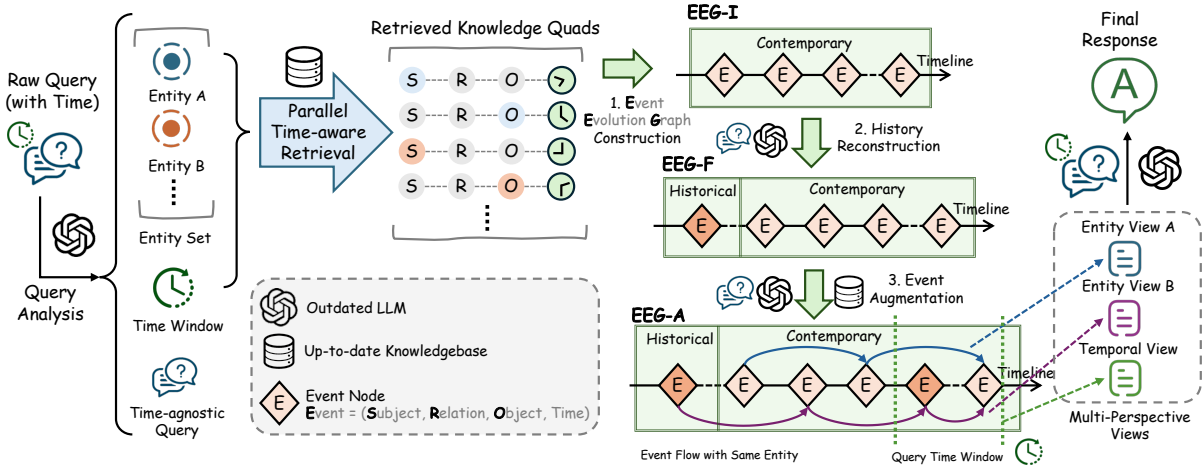 Raw Query
(with Time)
?
Query
Analysis
Entity A
Entity B
Entity Set
Time Window
?
Time-agnostic
Query
Parallel
Time-aware
Retrieval
Retrieved Knowledge Quads
S R O
S R O
S R O
S R O
Outdated LLM
Up-to-date Knowledgebase
E
Event Node
Event = (Subject, Relation, Object, Time)
1. Event
Evolution Graph
Construction
EEG-I
Contemporary
E E E E
Timeline
?
2. History
Reconstruction
EEG-F
Historical Contemporary
E E E E E
Timeline
?
3. Event
Augmentation
EEG-A
Historical Contemporary
E E E E E E
Timeline
Event Flow with Same Entity
Query Time Window
Final
Response
A
?
Entity View A
Entity View B
Temporal View
Multi-Perspective
Views